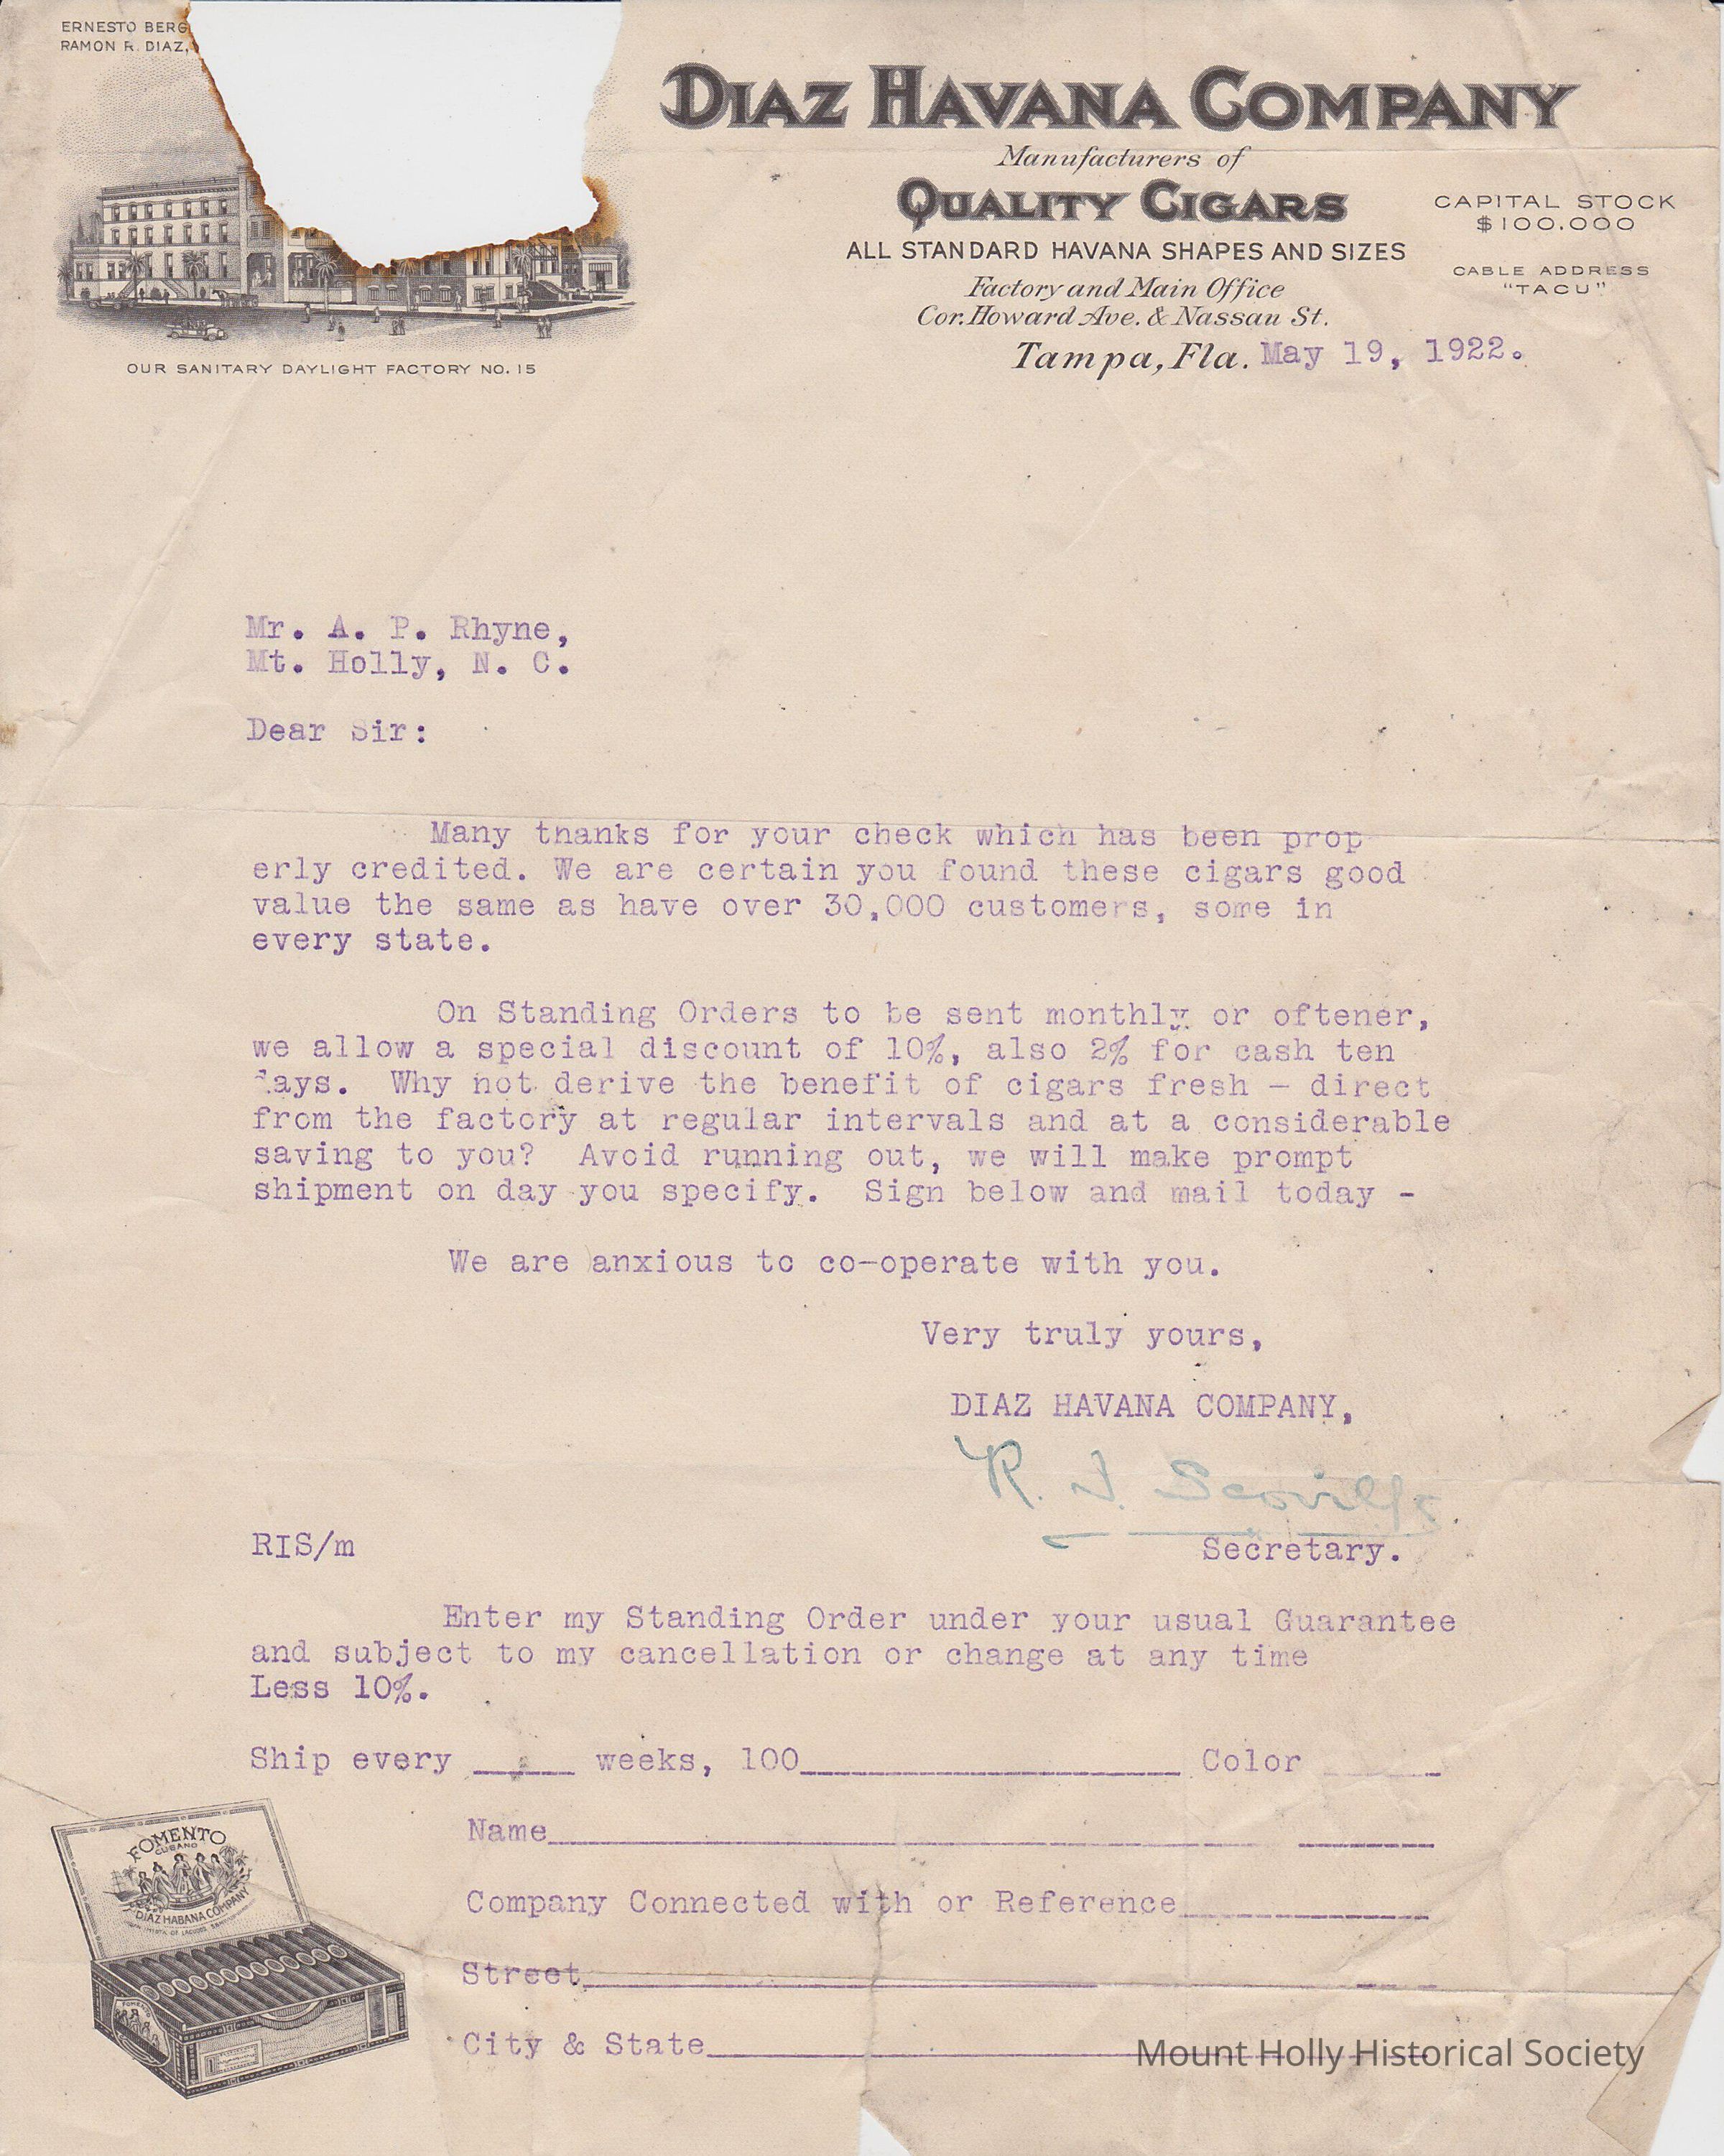 ERNESTO BERG
RAMON R. DIAZ,
DIAZ HAVANA COMPANY
Manufacturers of
QUALITY CIGARS
ALL STANDARD HAVANA SHAPES AND SIZES
CAPITAL STOCK
$100.000
CABLE ADDRESS
"TACU"
Factory and Main Office
Cor. Howard Ave. & Nassau St.
Tampa, Fla. May 19, 1922.
OUR SANITARY DAYLIGHT FACTORY NO. 15
Mr. A. P. Rhyne,
Mt. Holly, N. C.
Dear Sir:
Many thanks for your check which has been prop-
erly credited. We are certain you found these cigars good
value the same as have over 30,000 customers, some in
every state.
On Standing Orders to be sent monthly or oftener,
we allow a special discount of 10%, also 2% for cash ten
days. Why not derive the benefit of cigars fresh - direct
from the factory at regular intervals and at a considerable
saving to you? Avoid running out, we will make prompt
shipment on day you specify. Sign below and mail today -
We are anxious to co-operate with you.
Very truly yours,
DIAZ HAVANA COMPANY,
R. I. Scoville
RIS/m
Secretary.
Enter my Standing Order under your usual Guarantee
and subject to my cancellation or change at any time
Less 10%.
Ship every _____ weeks, 100__________________ Color ______
Name__________________
Company Connected with or Reference____________
Street__________________
City & State__________________
FOMENTO
CUBANO
DIAZ HABANA COMPANY
FOMENTO
Mount Holly Historical Society